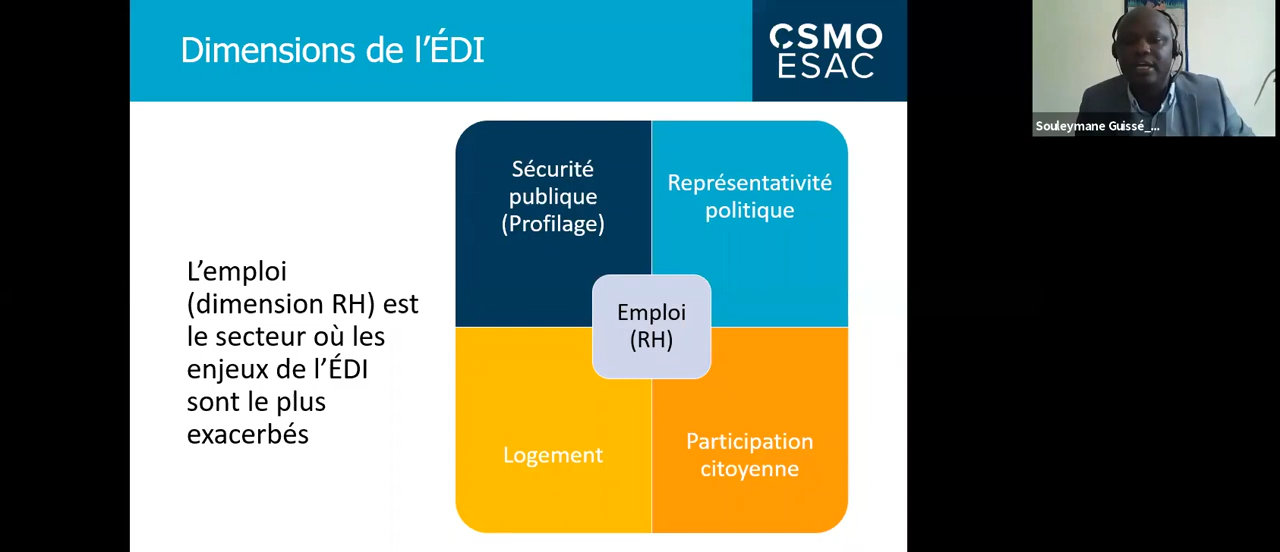 Dimensions de l'ÉDI
CSMO
ÉSAC
Souleymane Guissé_...
Sécurité
publique
(Profilage)
Représentativité
politique
L'emploi
(dimension RH) est
le secteur où les
enjeux de l'ÉDI
sont le plus
exacerbés
Emploi
(RH)
Logement
Participation
citoyenne